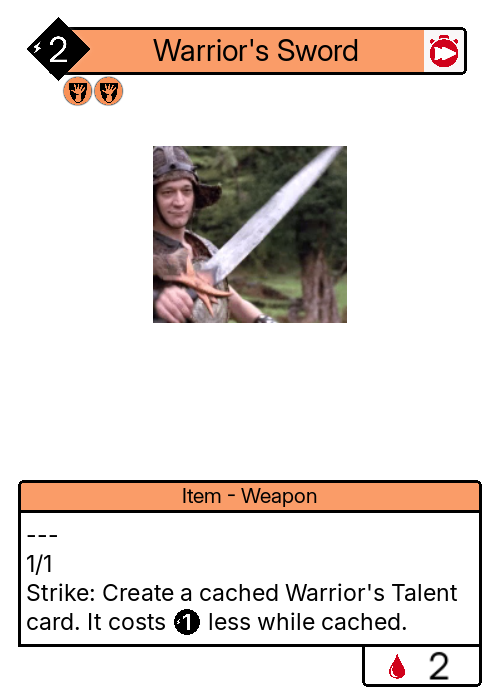 2 Warrior's Sword
Item - Weapon
---
1/1
Strike: Create a cached Warrior's Talent
card. It costs 1 less while cached.
2